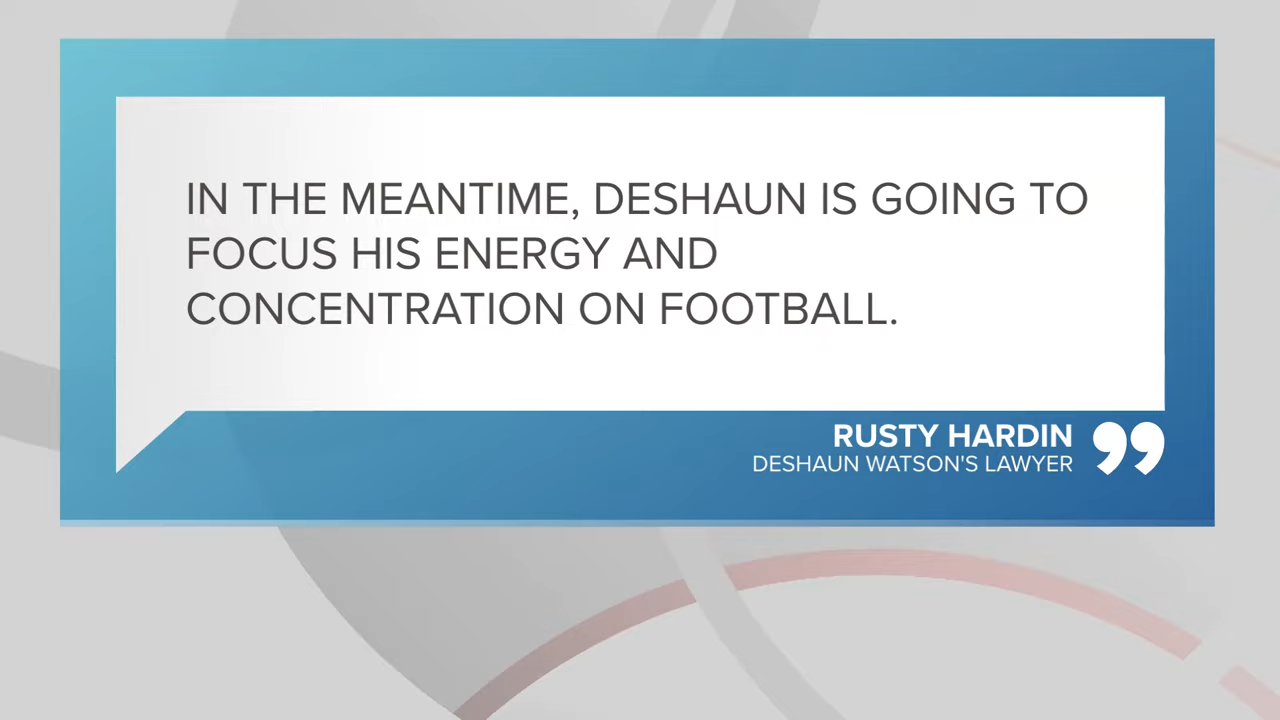 IN THE MEANTIME, DESHAUN IS GOING TO
FOCUS HIS ENERGY AND
CONCENTRATION ON FOOTBALL.
RUSTY HARDIN
DESHAUN WATSON'S LAWYER
”